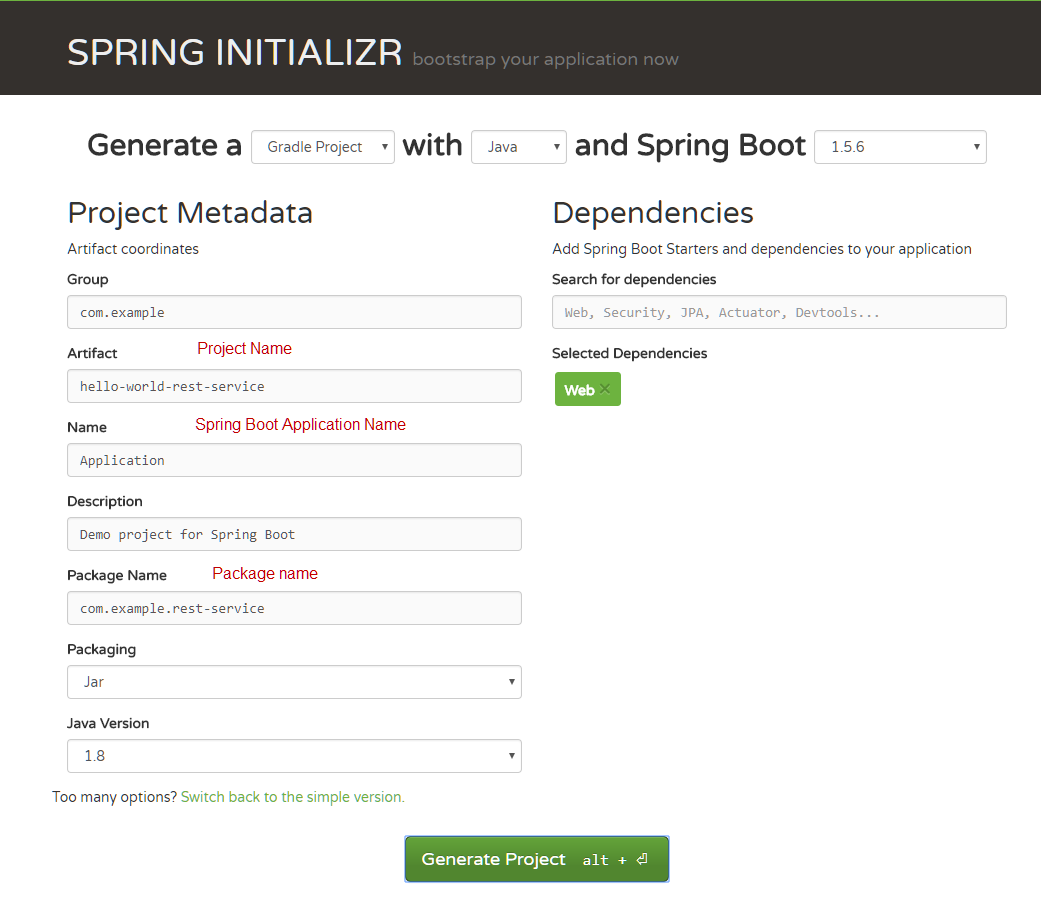 SPRING INITIALIZR bootstrap your application now
Generate a Gradle Project with Java and Spring Boot 1.5.6
Project Metadata
Artifact coordinates
Group
com.example
Artifact Project Name
hello-world-rest-service
Name Spring Boot Application Name
Application
Description
Demo project for Spring Boot
Package Name Package name
com.example.rest-service
Packaging
Jar
Java Version
1.8
Too many options? Switch back to the simple version.
Dependencies
Add Spring Boot Starters and dependencies to your application
Search for dependencies
Web, Security, JPA, Actuator, Devtools...
Selected Dependencies
Web ×
Generate Project alt + ⏎